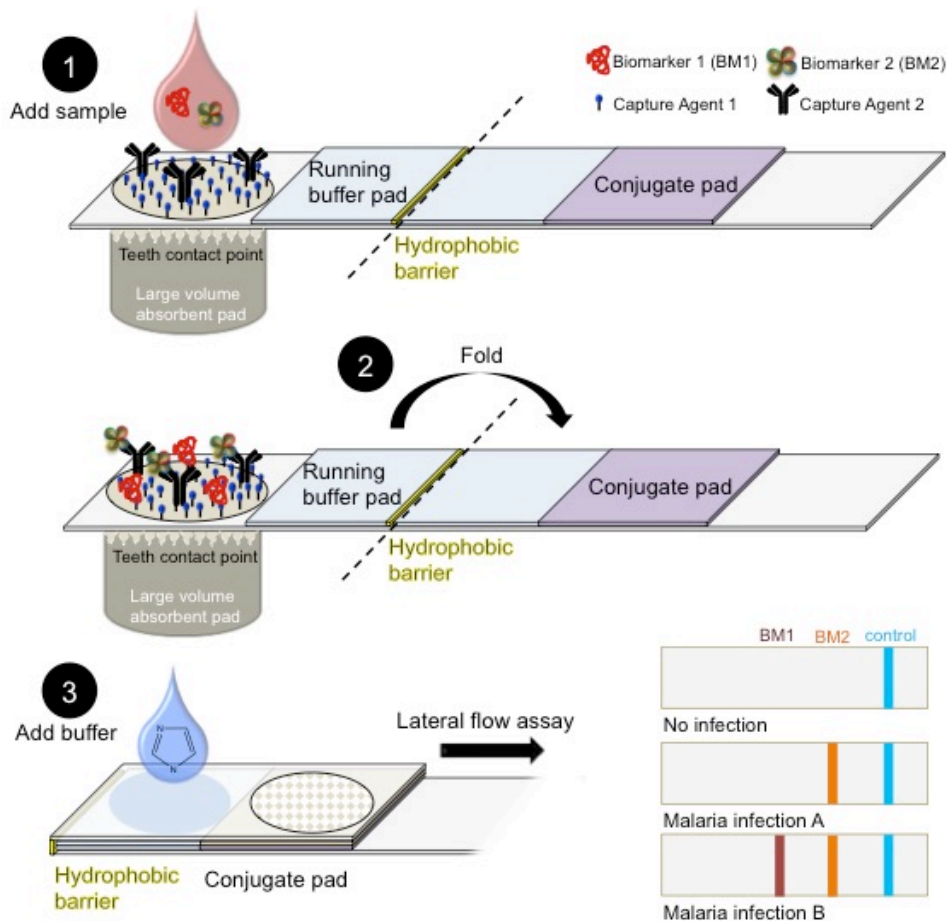 1
Add sample
Biomarker 1 (BM1)
Biomarker 2 (BM2)
Capture Agent 1
Capture Agent 2
Running
buffer pad
Conjugate pad
Hydrophobic
barrier
Teeth contact point
Large volume
absorbent pad
2
Fold
Running
buffer pad
Conjugate pad
Hydrophobic
barrier
Teeth contact point
Large volume
absorbent pad
3
Add buffer
N
N
Lateral flow assay
Hydrophobic
barrier
Conjugate pad
BM1 BM2 control
No infection
Malaria infection A
Malaria infection B